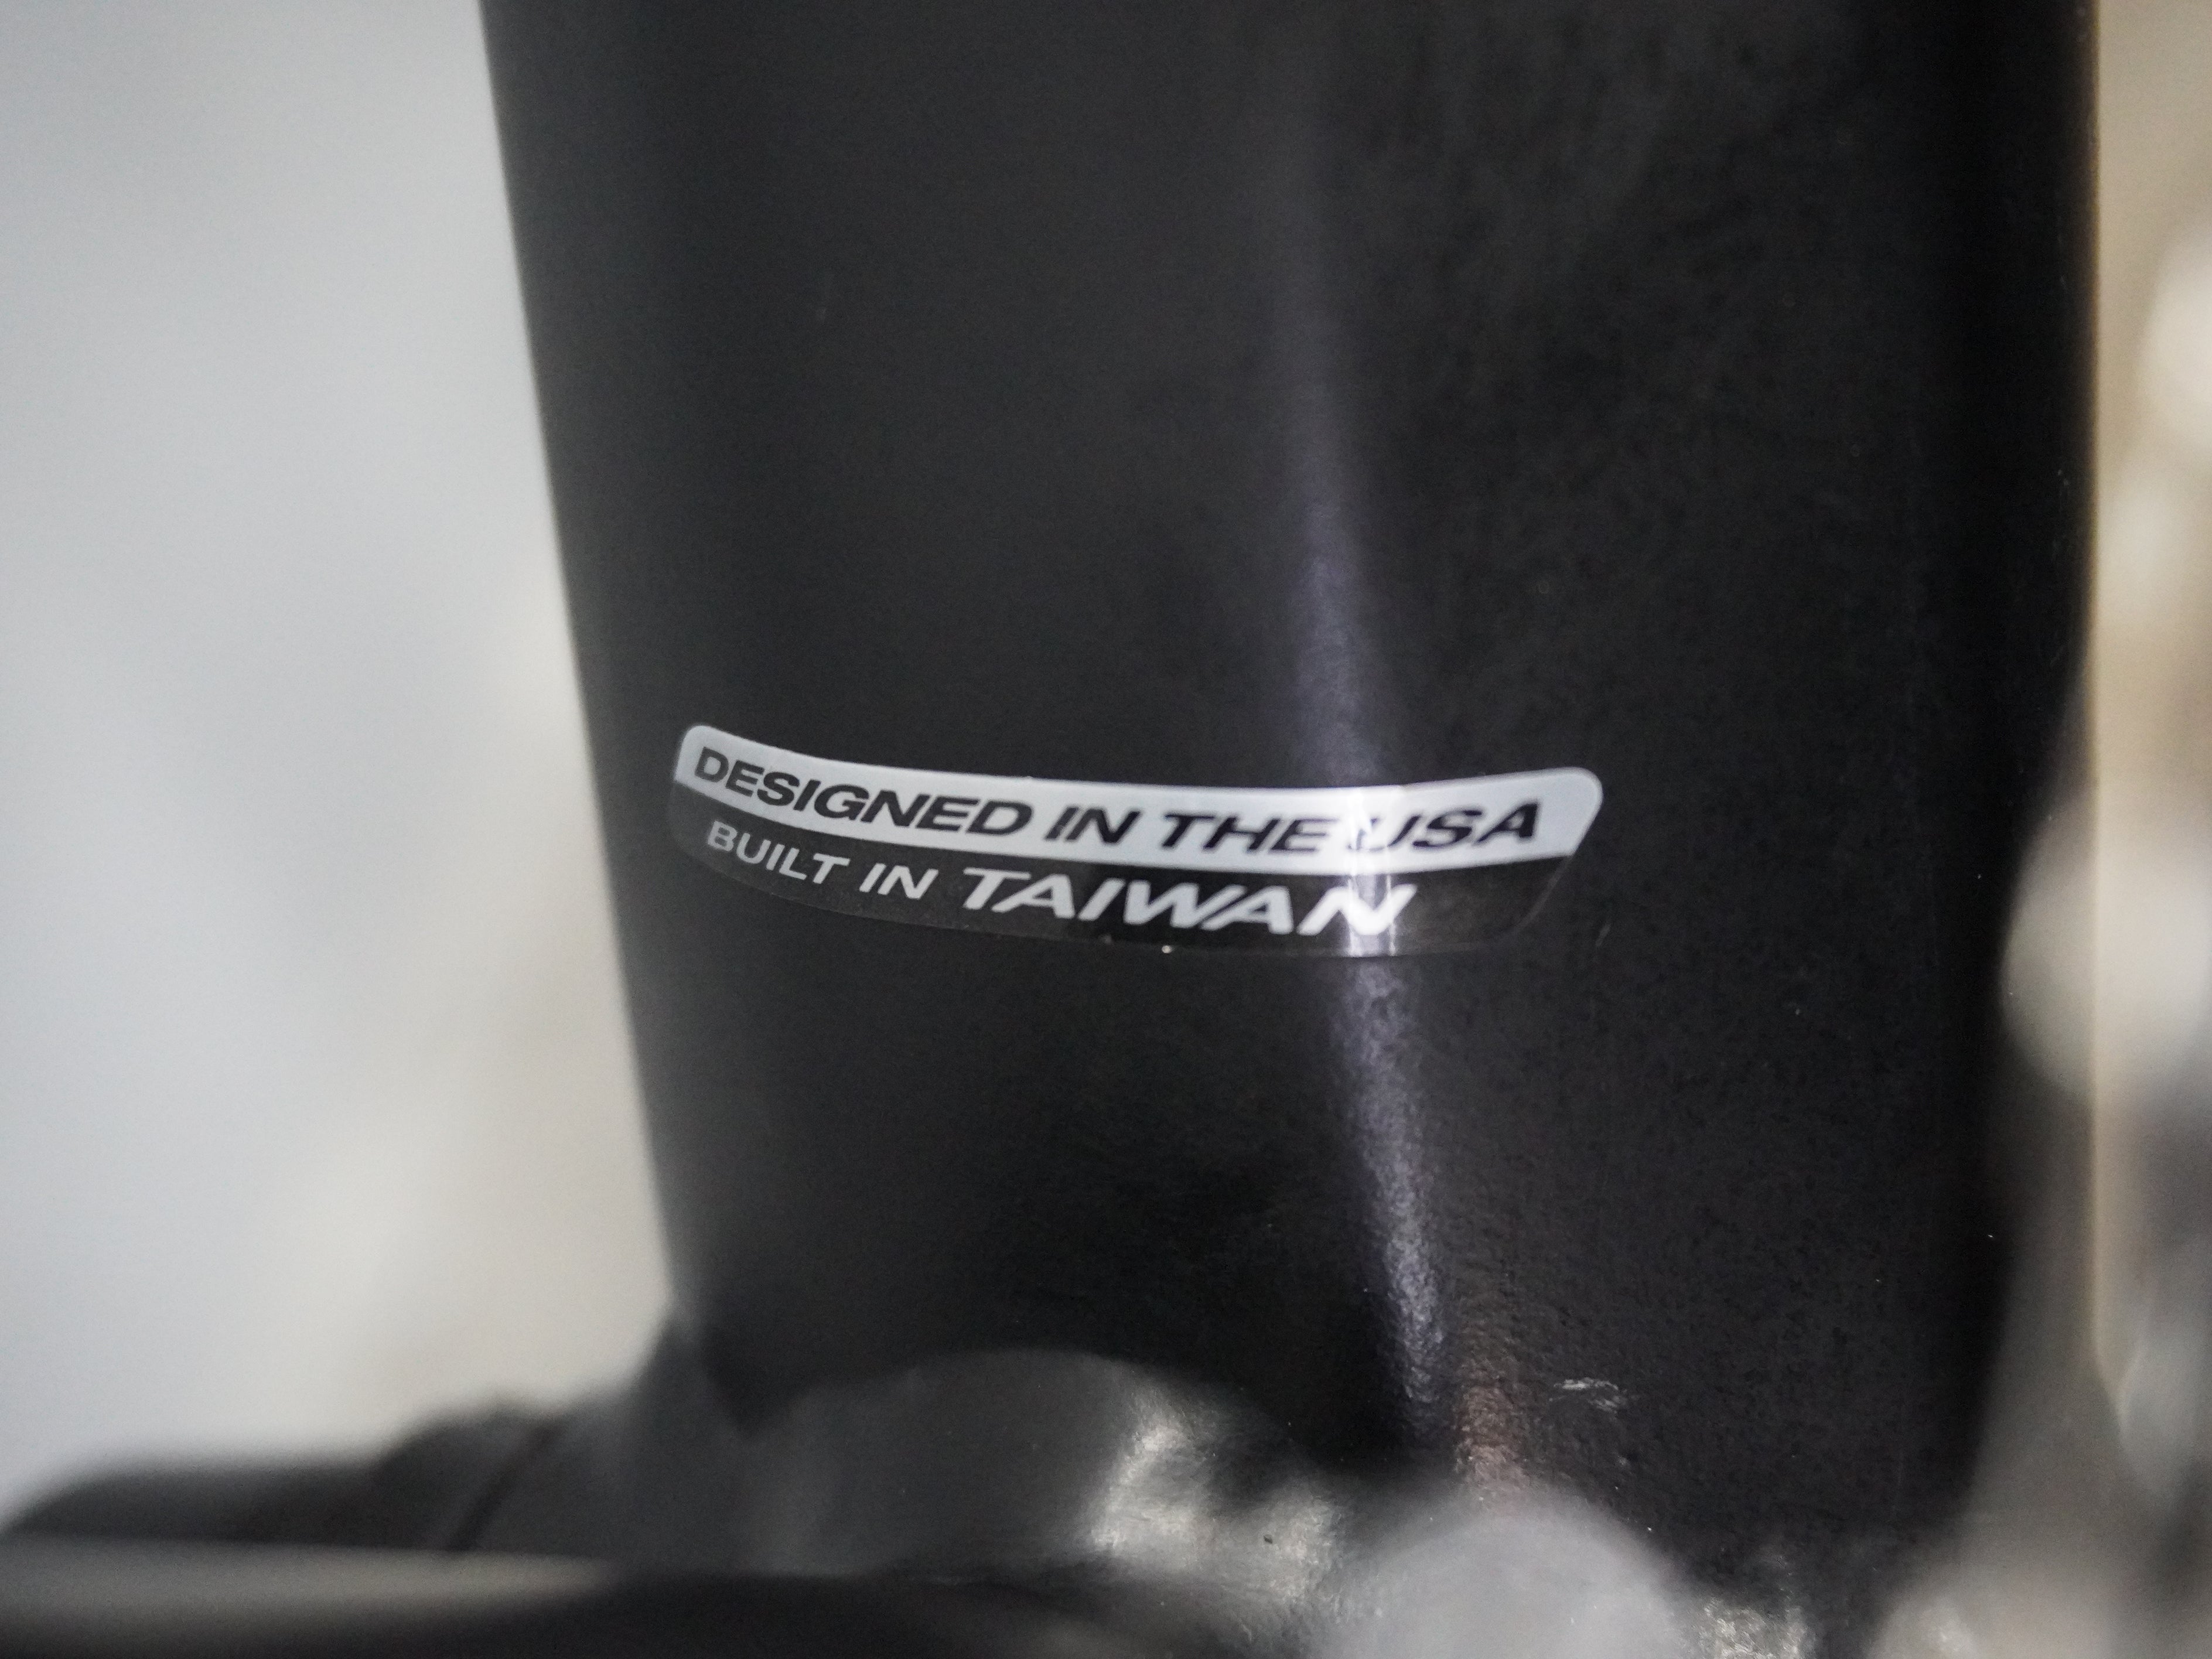 DESIGNED IN THE USA
BUILT IN TAIWAN